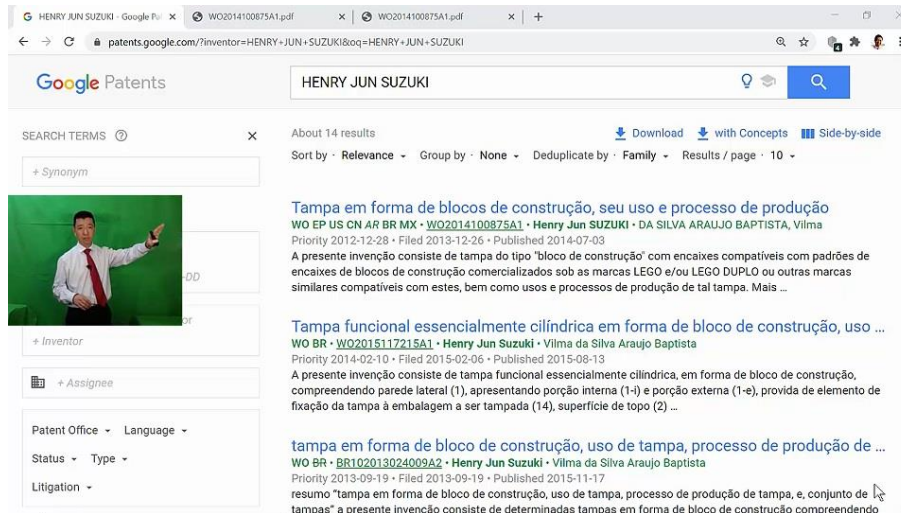 HENRY JUN SUZUKI - Google Pa
WO2014100875A1.pdf
WO2014100875A1.pdf
patents.google.com/?inventor=HENRY+JUN+SUZUKI&oq=HENRY+JUN+SUZUKI
Google Patents
HENRY JUN SUZUKI
SEARCH TERMS
About 14 results
Download
with Concepts
Side-by-side
Sort by · Relevance
Group by · None
Deduplicate by · Family
Results / page · 10
+ Synonym
Tampa em forma de blocos de construção, seu uso e processo de produção
WO EP US CN AR BR MX · WO2014100875A1 · Henry Jun SUZUKI · DA SILVA ARAUJO BAPTISTA, Vilma
Priority 2012-12-28 · Filed 2013-12-26 · Published 2014-07-03
A presente invenção consiste de tampa do tipo "bloco de construção" com encaixes compatíveis com padrões de
encaixes de blocos de construção comercializados sob as marcas LEGO e/ou LEGO DUPLO ou outras marcas
similares compatíveis com estes, bem como usos e processos de produção de tal tampa. Mais ...
-DD
or
+ Inventor
Tampa funcional essencialmente cilíndrica em forma de bloco de construção, uso ...
WO BR · WO2015117215A1 · Henry Jun Suzuki · Vilma da Silva Araujo Baptista
Priority 2014-02-10 · Filed 2015-02-06 · Published 2015-08-13
A presente invenção consiste de tampa funcional essencialmente cilíndrica, em forma de bloco de construção,
compreendendo parede lateral (1), apresentando porção interna (1-i) e porção externa (1-e), provida de elemento de
fixação da tampa à embalagem a ser tampada (14), superfície de topo (2) ...
+ Assignee
Patent Office
Language
Status
Type
Litigation
tampa em forma de bloco de construção, uso de tampa, processo de produção de ...
WO BR · BR102013024009A2 · Henry Jun Suzuki · Vilma da Silva Araujo Baptista
Priority 2013-09-19 · Filed 2013-09-19 · Published 2015-11-17
resumo "tampa em forma de bloco de construção, uso de tampa, processo de produção de tampa, e, conjunto de
tampas" a presente invenção consiste de determinadas tampas em forma de bloco de construção compreendendo